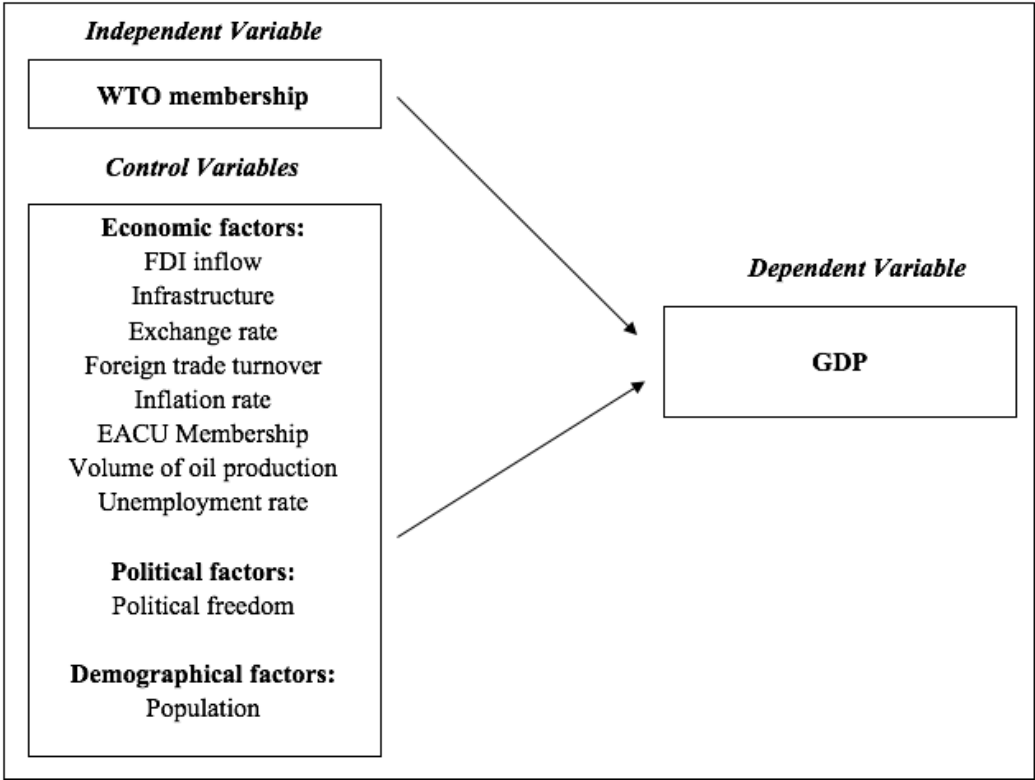 Independent Variable
WTO membership
Control Variables
Economic factors:
FDI inflow
Infrastructure
Exchange rate
Foreign trade turnover
Inflation rate
EACU Membership
Volume of oil production
Unemployment rate
Political factors:
Political freedom
Demographical factors:
Population
Dependent Variable
GDP